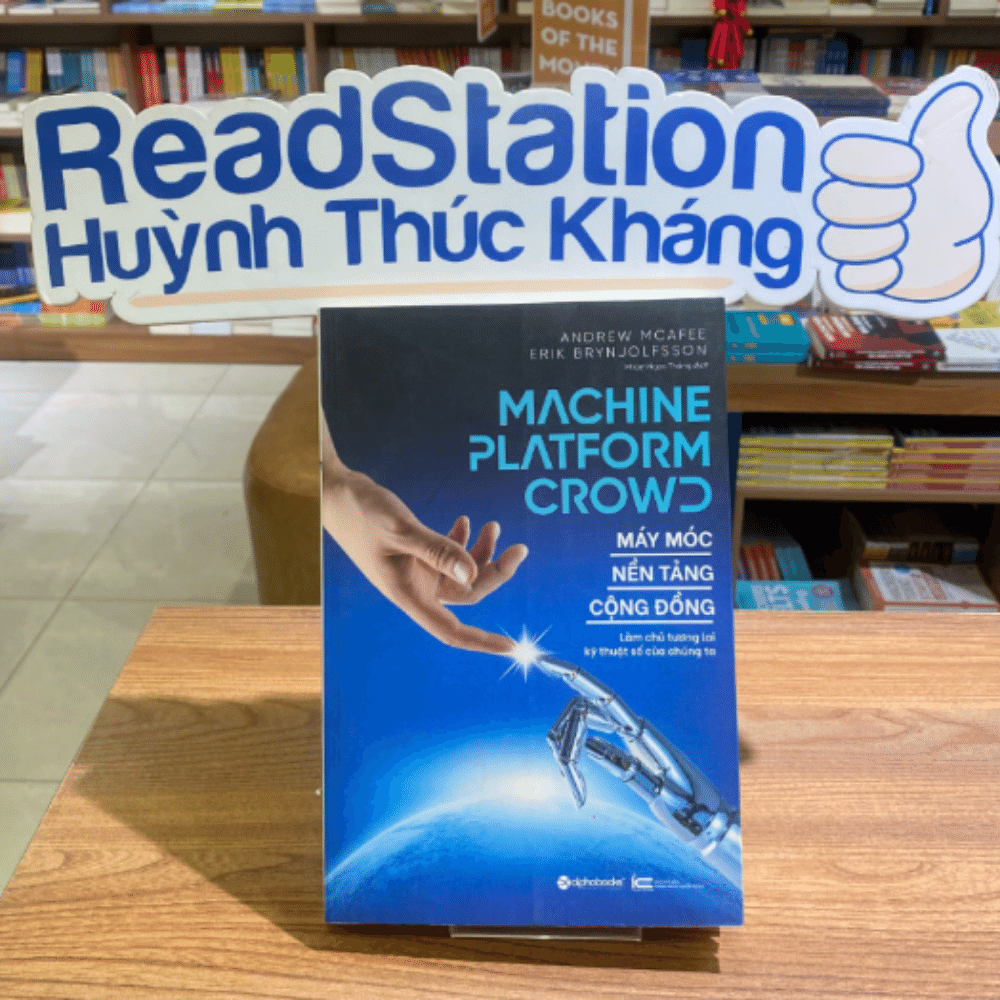 BOOKS
OF THE
ReadStation
Huỳnh Thúc Kháng
ANDREW MCAFEE
ERIK BRYNJOLFSSON
MACHINE
PLATFORM
CROWD
MÁY MÓC
NỀN TẢNG
CỘNG ĐỒNG
Làm chủ tương lai
kỹ thuật số của chúng ta
alphabooks